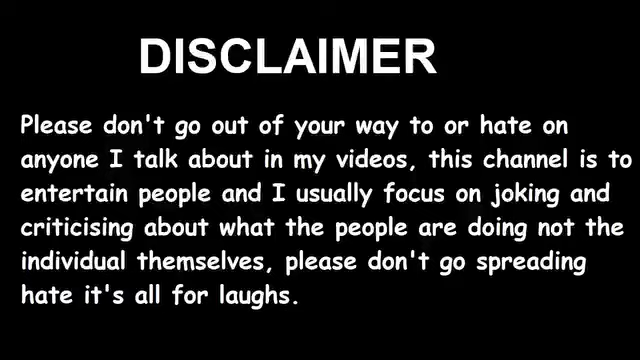 DISCLAIMER
Please don't go out of your way to or hate on
anyone I talk about in my videos, this channel is to
entertain people and I usually focus on joking and
criticising about what the people are doing not the
individual themselves, please don't go spreading
hate it's all for laughs.